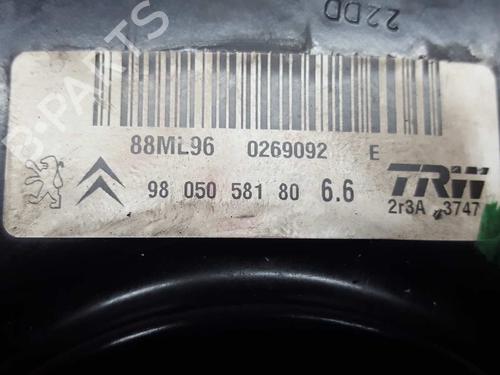 22DD
B-PARTS
88ML96 0269092 E
98 050 581 80 6.6
TRW
2r3A 3747